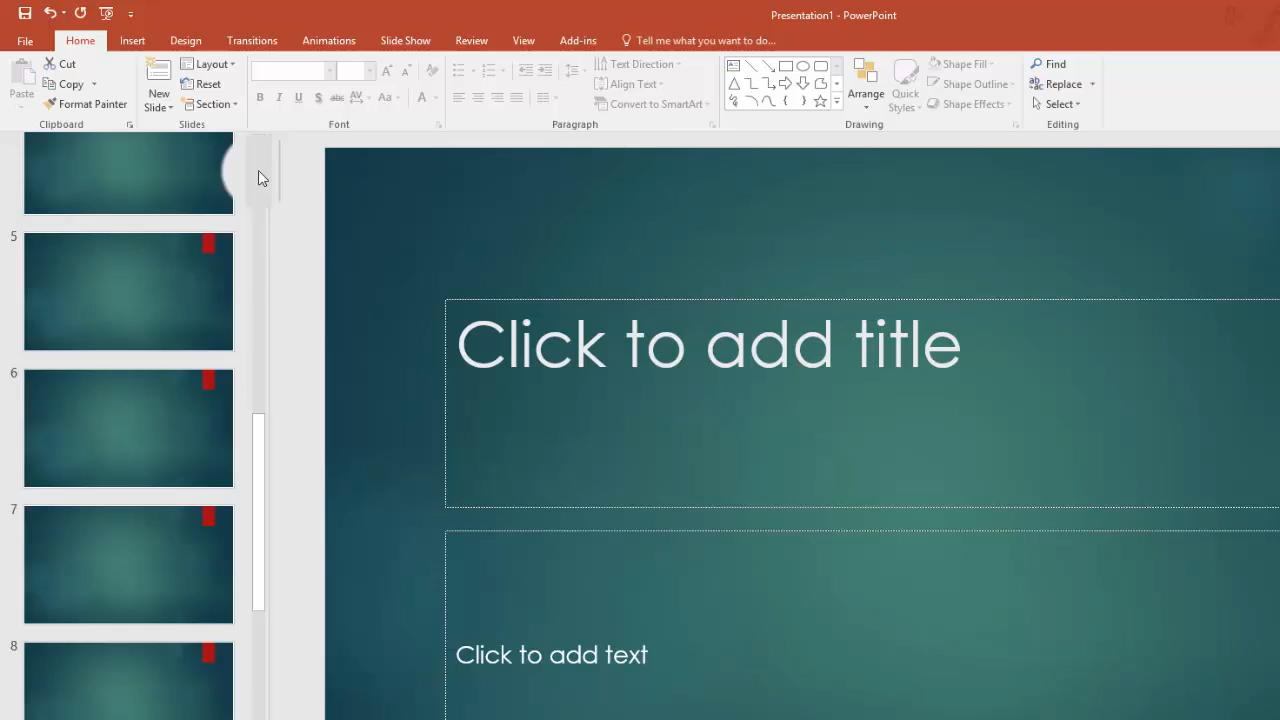 Presentation1 - PowerPoint
File Home Insert Design Transitions Animations Slide Show Review View Add-ins Tell me what you want to do...
Paste Cut Copy Format Painter
Clipboard
New Slide Layout Reset Section
Slides
B I U S abc AV Aa A
Font
Text Direction
Align Text
Convert to SmartArt
Paragraph
Arrange Quick Styles
Shape Fill
Shape Outline
Shape Effects
Drawing
Find
Replace
Select
Editing
5
6
7
8
Click to add title
Click to add text